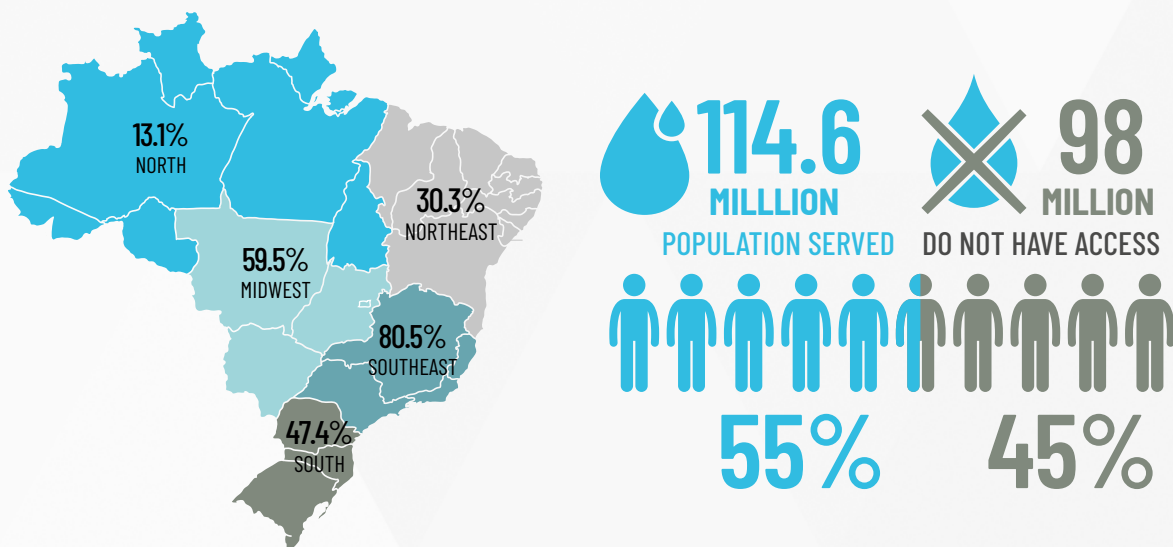 13.1%
NORTH
30.3%
NORTHEAST
59.5%
MIDWEST
80.5%
SOUTHEAST
47.4%
SOUTH
114.6
MILLLION
POPULATION SERVED
98
MILLION
DO NOT HAVE ACCESS
55%
45%